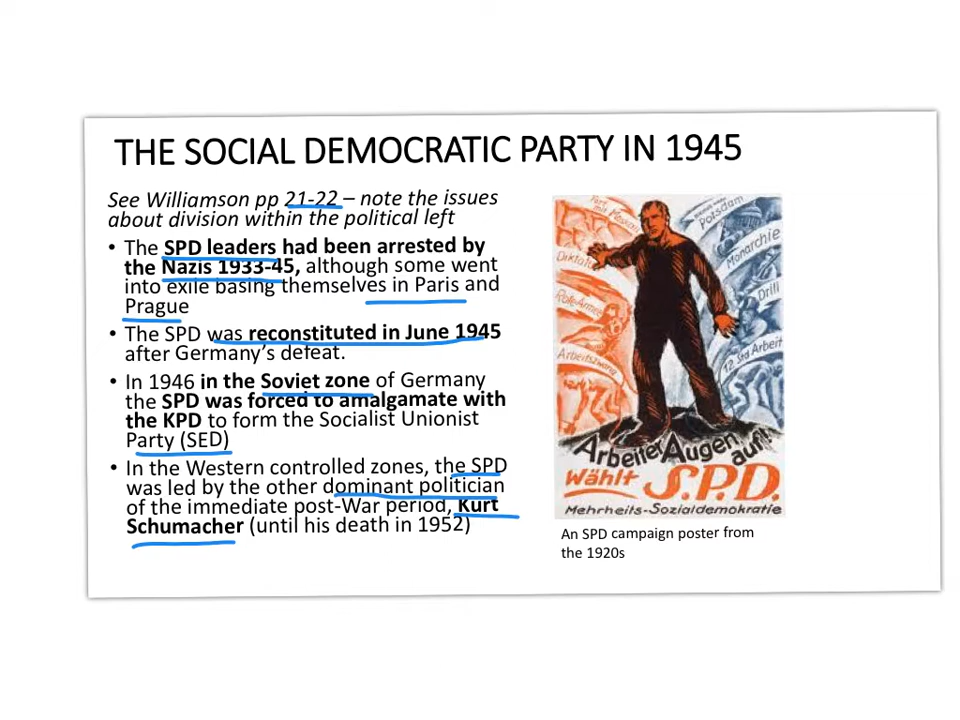 THE SOCIAL DEMOCRATIC PARTY IN 1945
See Williamson pp 21-22 – note the issues
about division within the political left
• The SPD leaders had been arrested by
the Nazis 1933-45, although some went
into exile basing themselves in Paris and
Prague
• The SPD was reconstituted in June 1945
after Germany's defeat.
• In 1946 in the Soviet zone of Germany
the SPD was forced to amalgamate with
the KPD to form the Socialist Unionist
Party (SED)
• In the Western controlled zones, the SPD
was led by the other dominant politician
of the immediate post-War period, Kurt
Schumacher (until his death in 1952)
mit Moskau
Diktatur
Rote Armee
Arbeitszwang
Potsdam
Monarchie
Drill
12 Std Arbeit
Arbeiter Augen auf!!
Wählt S.P.D.
Mehrheits-Sozialdemokratie
An SPD campaign poster from
the 1920s